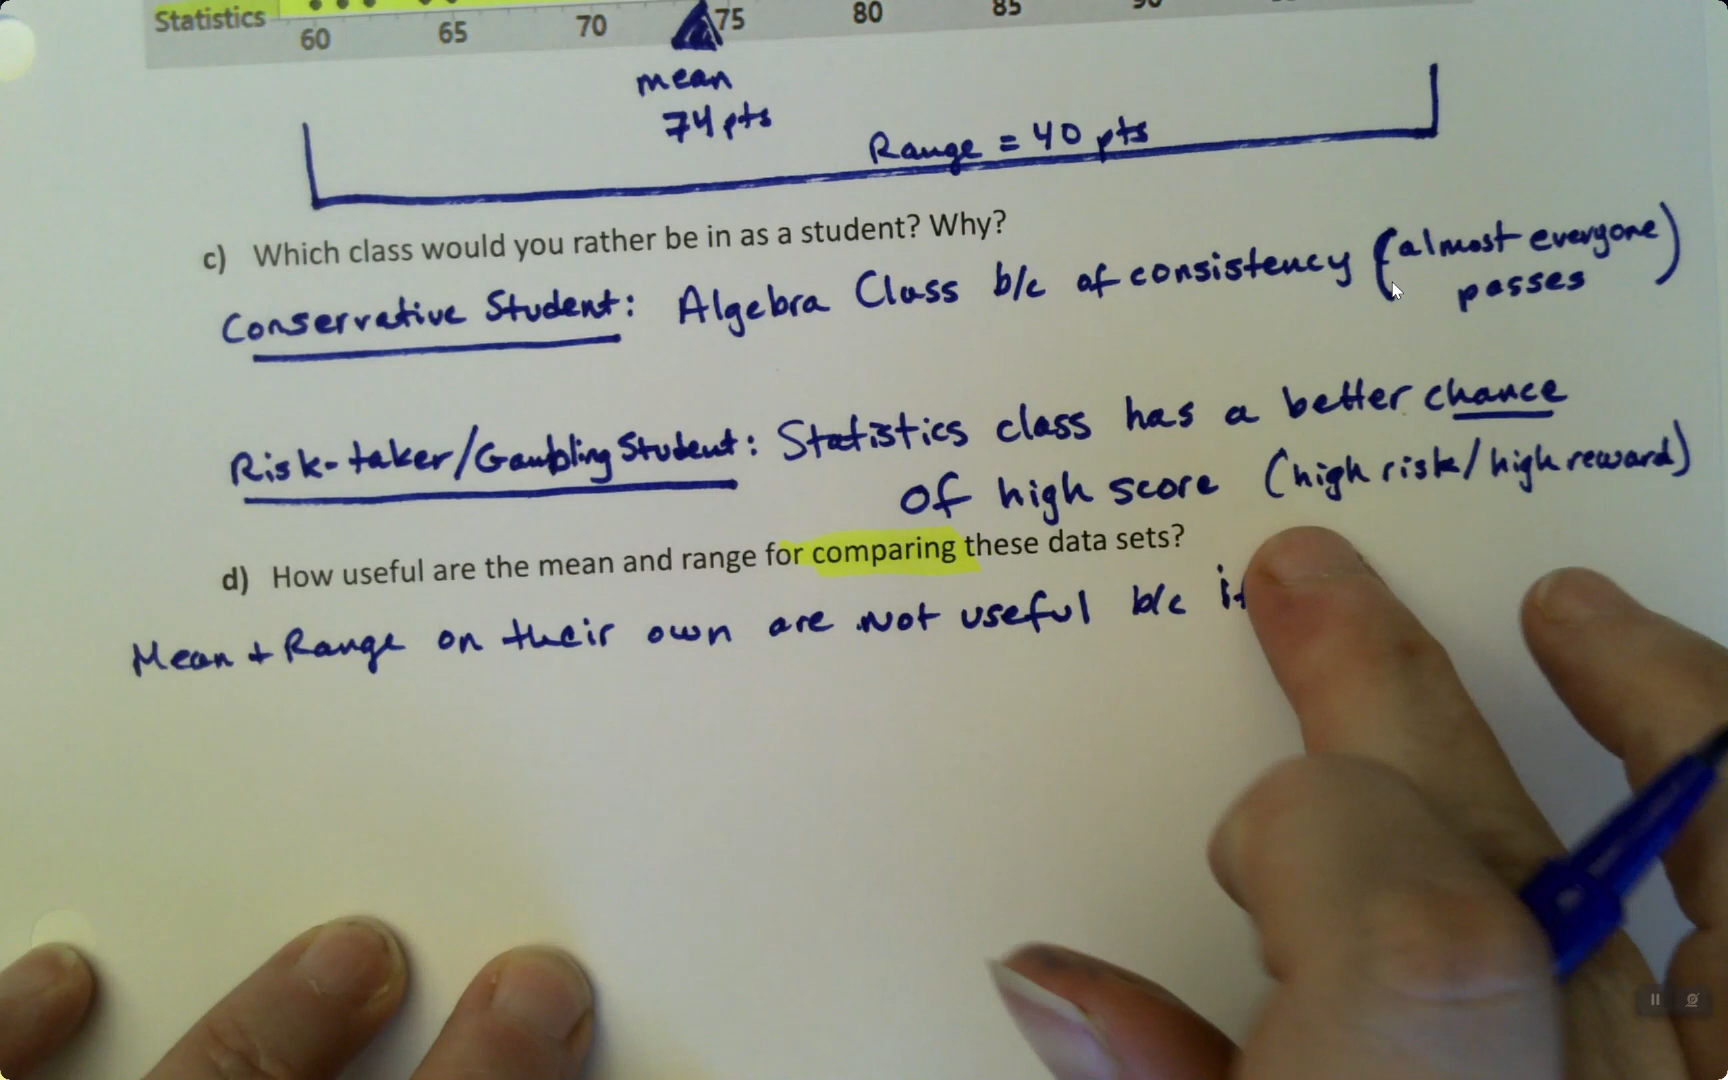 Statistics
60 65 70 75 80 85 90
mean
74 pts
Range = 40 pts
c) Which class would you rather be in as a student? Why?
Conservative Student: Algebra Class b/c of consistency (almost everyone
passes)
Risk-taker/Gambling Student: Statistics class has a better chance
of high score (high risk/high reward)
d) How useful are the mean and range for comparing these data sets?
Mean + Range on their own are not useful b/c